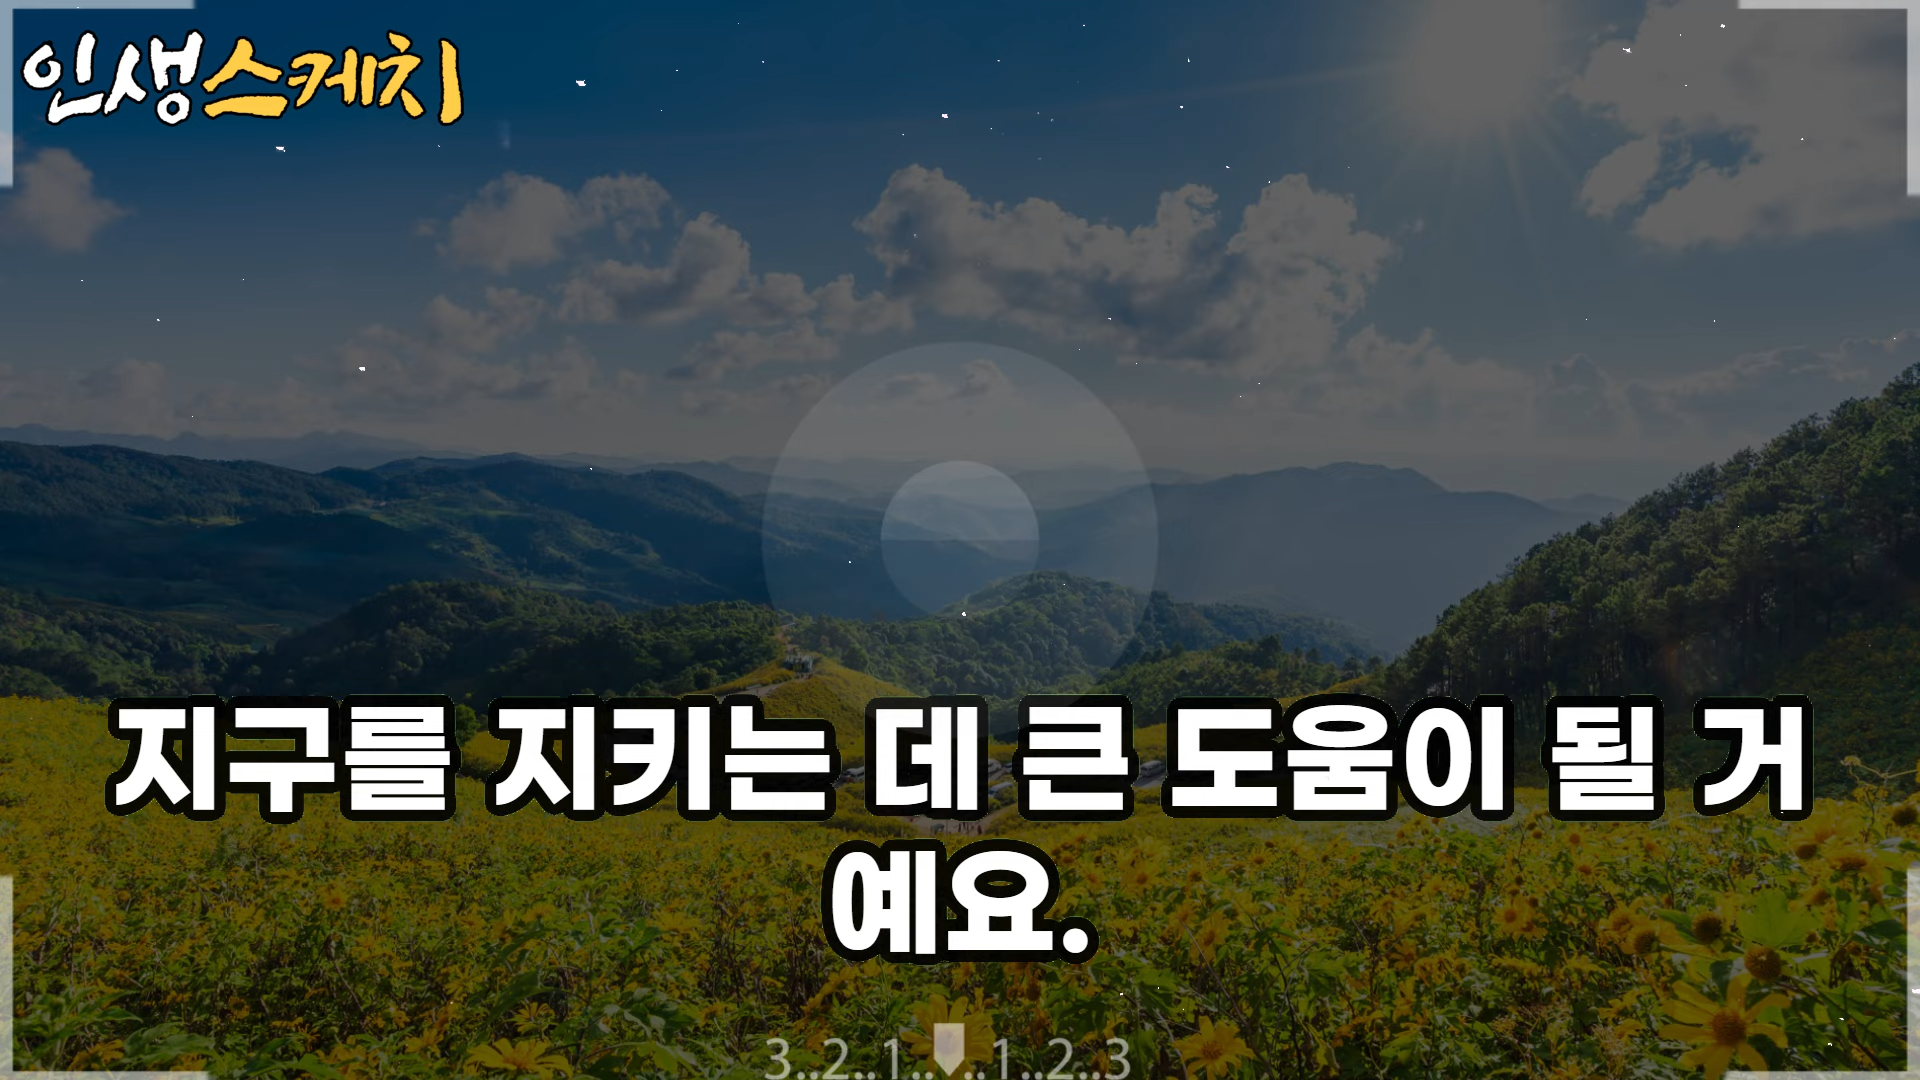 인생스케치
지구를 지키는 데 큰 도움이 될 거
예요.
3..2..1.. ..1..2..3